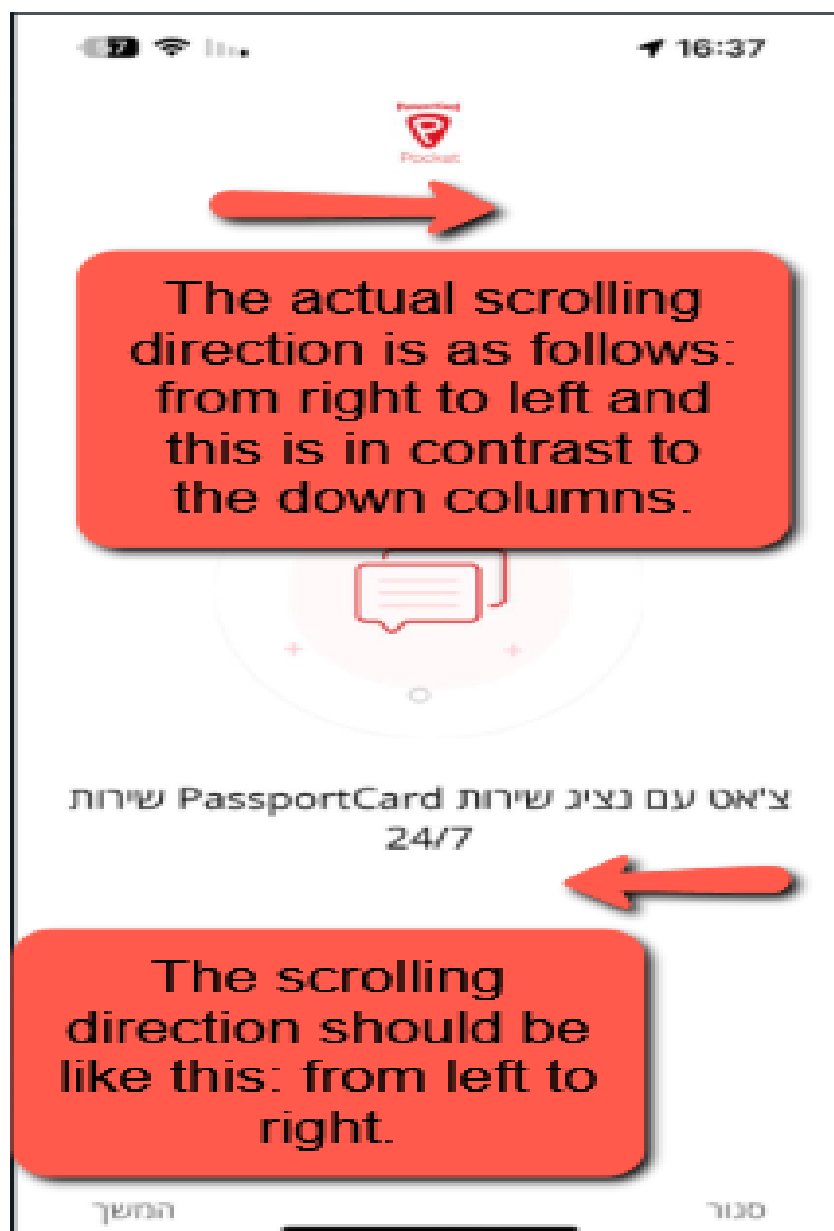 57
16:37
Pocket
The actual scrolling
direction is as follows:
from right to left and
this is in contrast to
the down columns.
צ'אט עם נציג שירות PassportCard שירות
24/7
The scrolling
direction should be
like this: from left to
right.
סגור
המשך